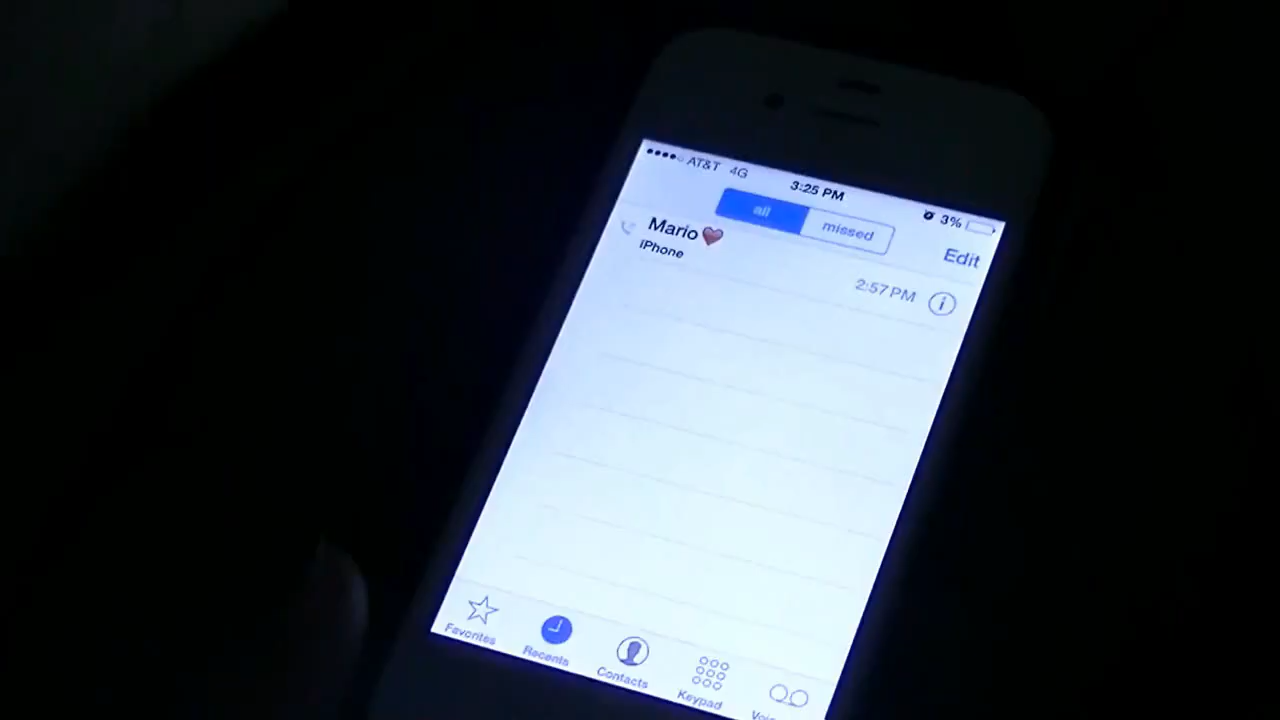 AT&T 4G 3:25 PM 3%
all missed Edit
Mario❤
iPhone
2:57 PM
Favorites Recents Contacts Keypad